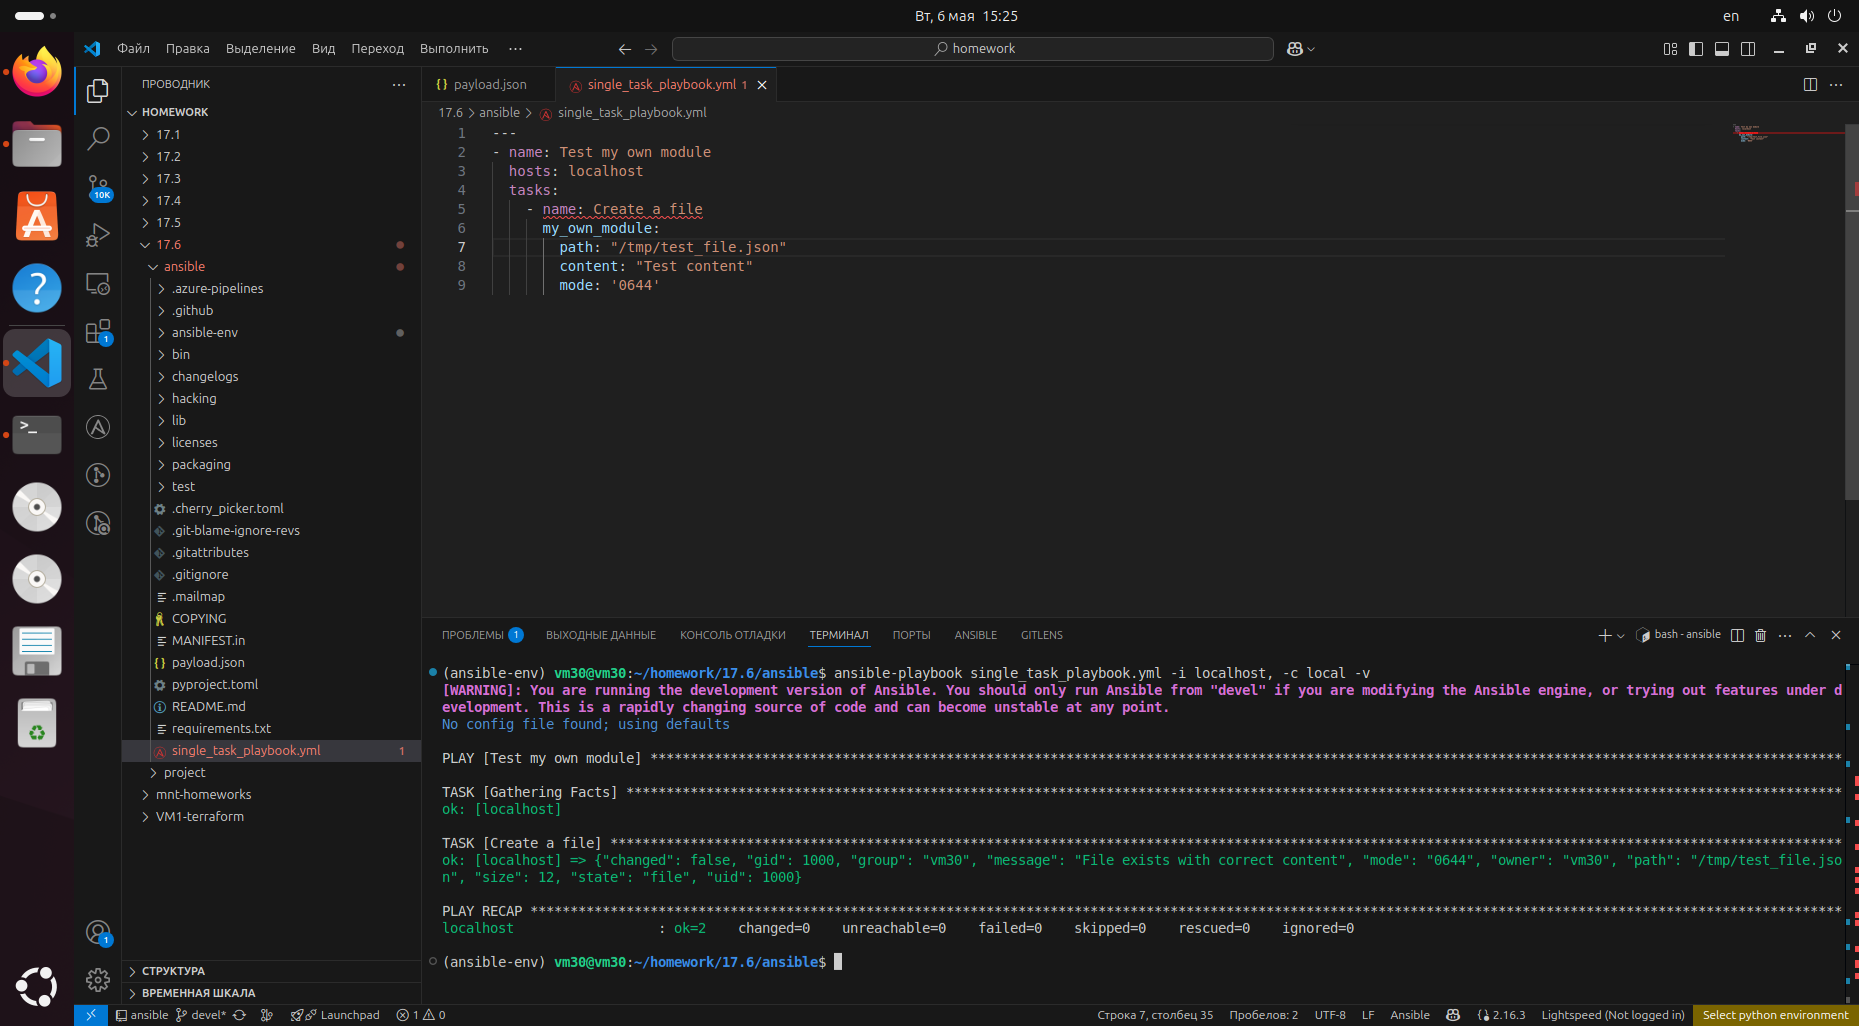 Вт, 6 мая 15:25
en
Файл Правка Выделение Вид Переход Выполнить ···
homework
ПРОВОДНИК
HOMEWORK
17.1
17.2
17.3
17.4
17.5
17.6
ansible
.azure-pipelines
.github
ansible-env
bin
changelogs
hacking
lib
licenses
packaging
test
.cherry_picker.toml
.git-blame-ignore-revs
.gitattributes
.gitignore
.mailmap
COPYING
MANIFEST.in
payload.json
pyproject.toml
README.md
requirements.txt
single_task_playbook.yml 1
project
mnt-homeworks
VM1-terraform
СТРУКТУРА
ВРЕМЕННАЯ ШКАЛА
10K
1
1
payload.json
single_task_playbook.yml 1
17.6 > ansible > single_task_playbook.yml
1 ---
2 - name: Test my own module
3 hosts: localhost
4 tasks:
5 - name: Create a file
6 my_own_module:
7 path: "/tmp/test_file.json"
8 content: "Test content"
9 mode: '0644'
ПРОБЛЕМЫ 1 ВЫХОДНЫЕ ДАННЫЕ КОНСОЛЬ ОТЛАДКИ ТЕРМИНАЛ ПОРТЫ ANSIBLE GITLENS
bash - ansible
(ansible-env) vm30@vm30:~/homework/17.6/ansible$ ansible-playbook single_task_playbook.yml -i localhost, -c local -v
[WARNING]: You are running the development version of Ansible. You should only run Ansible from "devel" if you are modifying the Ansible engine, or trying out features under d
evelopment. This is a rapidly changing source of code and can become unstable at any point.
No config file found; using defaults
PLAY [Test my own module] *****************************************************************************************************************************************************
TASK [Gathering Facts] ********************************************************************************************************************************************************
ok: [localhost]
TASK [Create a file] **********************************************************************************************************************************************************
ok: [localhost] => {"changed": false, "gid": 1000, "group": "vm30", "message": "File exists with correct content", "mode": "0644", "owner": "vm30", "path": "/tmp/test_file.jso
n", "size": 12, "state": "file", "uid": 1000}
PLAY RECAP ********************************************************************************************************************************************************************
localhost : ok=2 changed=0 unreachable=0 failed=0 skipped=0 rescued=0 ignored=0
(ansible-env) vm30@vm30:~/homework/17.6/ansible$
ansible devel* Launchpad 1 0
Строка 7, столбец 35 Пробелов: 2 UTF-8 LF Ansible 2.16.3 Lightspeed (Not logged in) Select python environment